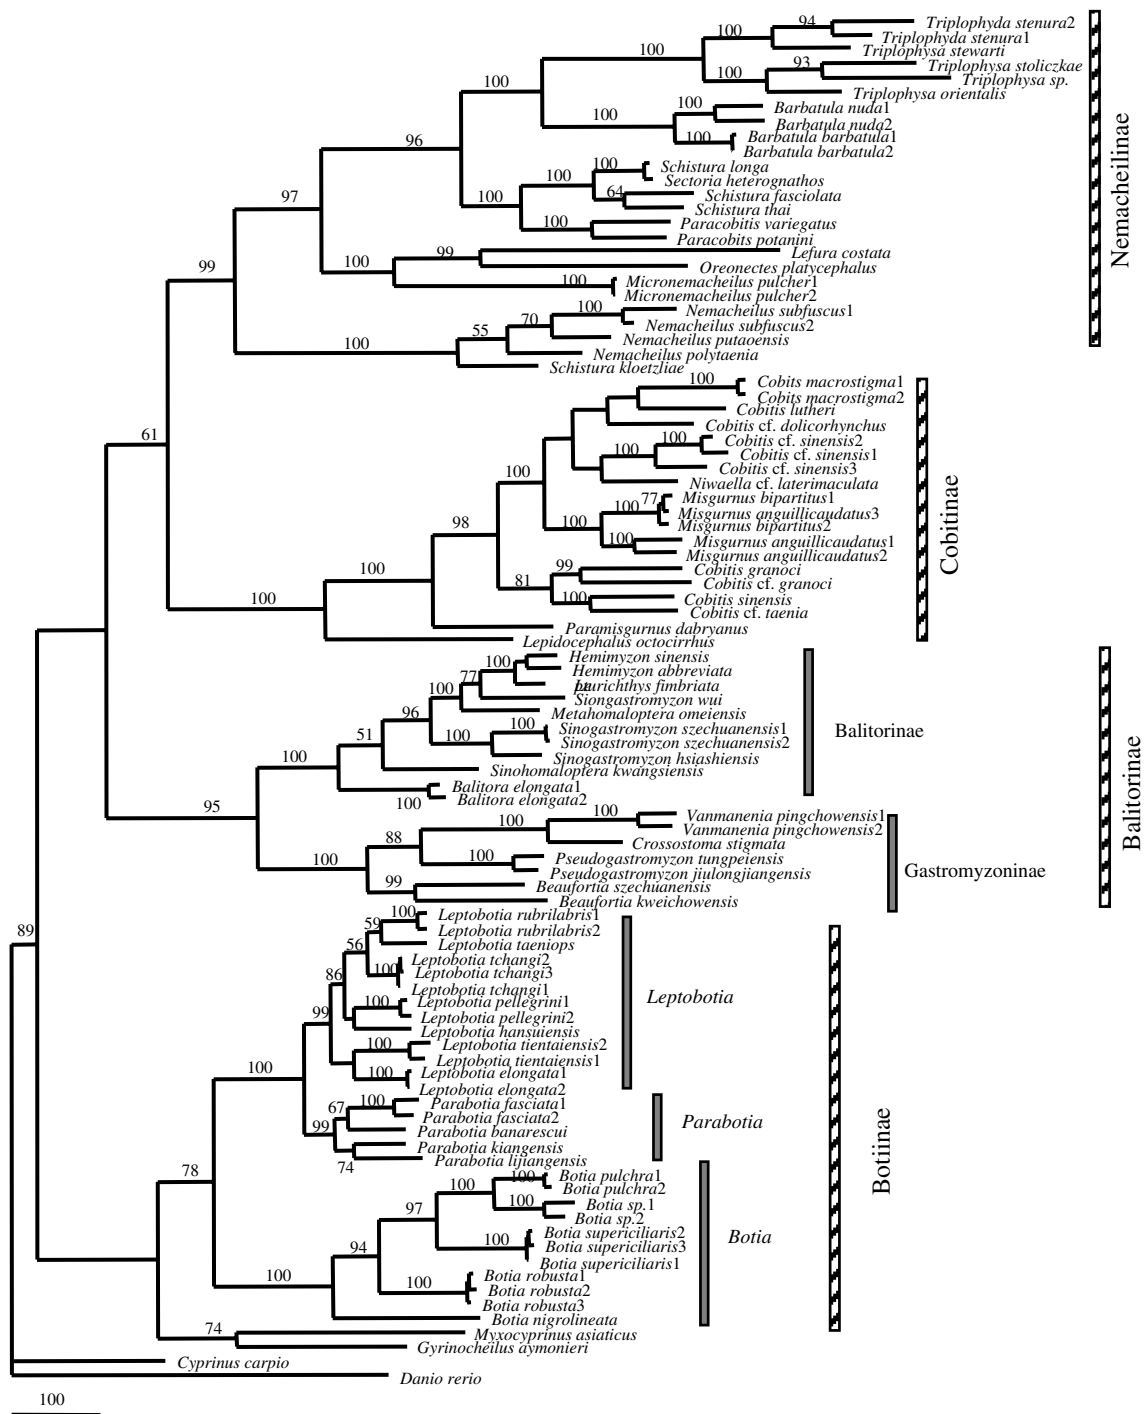 94
Triplophyda stenura2
100
Triplophyda stenura1
Triplophysa stewarti
100
93
Triplophysa stoliczkae
100
Triplophysa sp.
Triplophysa orientalis
100
100
Barbatula nuda1
100
Barbatula nuda2
100
Barbatula barbatula1
Barbatula barbatula2
96
100
Schistura longa
100
Sectoria heterognathos
100
64
Schistura fasciolata
Schistura thai
97
100
Paracobitis variegatus
Paracobits potanini
99
Lefura costata
100
Oreonectes platycephalus
99
100
Micronemacheilus pulcher1
Micronemacheilus pulcher2
100
Nemacheilus subfuscus1
70
Nemacheilus subfuscus2
55
Nemacheilus putaoensis
100
Nemacheilus polytaenia
Schistura kloetzliae
Nemacheilinae
100
Cobits macrostigma1
Cobits macrostigma2
Cobitis lutheri
Cobitis cf. dolicorhynchus
61
100
Cobitis cf. sinensis2
100
Cobitis cf. sinensis1
Cobitis cf. sinensis3
100
Niwaella cf. laterimaculata
77
Misgurnus bipartitus1
100
Misgurnus anguillicaudatus3
100
Misgurnus bipartitus2
98
100
Misgurnus anguillicaudatus1
Misgurnus anguillicaudatus2
99
Cobitis granoci
100
81
Cobitis cf. granoci
100
100
Cobitis sinensis
Cobitis cf. taenia
Paramisgurnus dabryanus
Lepidocephalus octocirrhus
Cobitinae
100
Hemimyzon sinensis
77
Hemimyzon abbreviata
100
fimbriata
Siongastromyzon wui
96
Metahomaloptera omeiensis
100
100
Sinogastromyzon szechuanensis1
51
Sinogastromyzon szechuanensis2
100
Sinogastromyzon hsiashiensis
Sinohomaloptera kwangsiensis
Balitora elongata1
100
Balitora elongata2
Balitorinae
95
100
Vanmanenia pingchowensis1
100
Vanmanenia pingchowensis2
88
Crossostoma stigmata
100
100
Pseudogastromyzon tungpeiensis
Pseudogastromyzon jiulongjiangensis
99
Beaufortia szechuanensis
Beaufortia kweichowensis
Gastromyzoninae
Balitorinae
89
100
Leptobotia rubrilabris1
59
Leptobotia rubrilabris2
56
Leptobotia taeniops
100
Leptobotia tchangi2
86
Leptobotia tchangi3
Leptobotia tchangi1
100
Leptobotia pellegrini1
99
Leptobotia pellegrini2
Leptobotia hansuiensis
100
Leptobotia tientaiensis2
Leptobotia tientaiensis1
100
100
Leptobotia elongata1
Leptobotia elongata2
Leptobotia
67
100
Parabotia fasciata1
99
Parabotia fasciata2
Parabotia banarescui
Parabotia kiangensis
74
Parabotia lijiangensis
Parabotia
78
100
Botia pulchra1
100
Botia pulchra2
100
Botia sp.1
97
Botia sp.2
100
Botia supericiliaris2
94
Botia supericiliaris3
Botia supericiliaris1
100
100
Botia robusta1
Botia robusta2
Botia robusta3
Botia nigrolineata
Botia
Botiinae
74
Myxocyprinus asiaticus
Gyrinocheilus aymonieri
Cyprinus carpio
Danio rerio
100